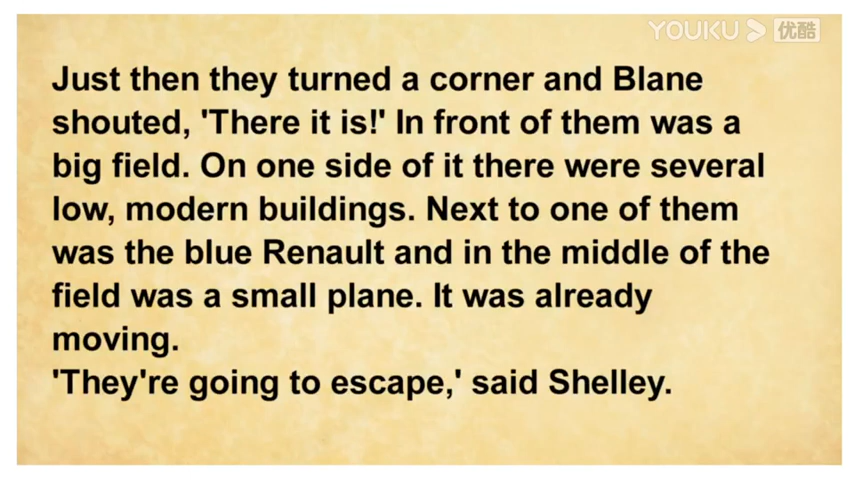 YOUKU 优酷
Just then they turned a corner and Blane
shouted, 'There it is!' In front of them was a
big field. On one side of it there were several
low, modern buildings. Next to one of them
was the blue Renault and in the middle of the
field was a small plane. It was already
moving.
'They're going to escape,' said Shelley.